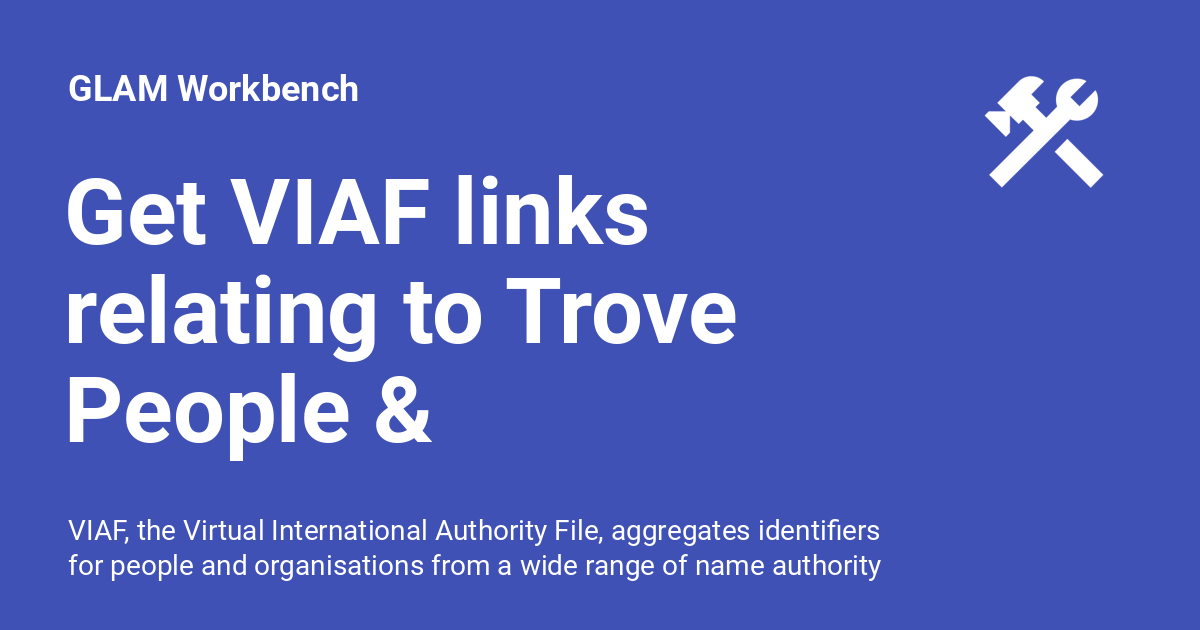 GLAM Workbench
Get VIAF links
relating to Trove
People &
VIAF, the Virtual International Authority File, aggregates identifiers
for people and organisations from a wide range of name authority